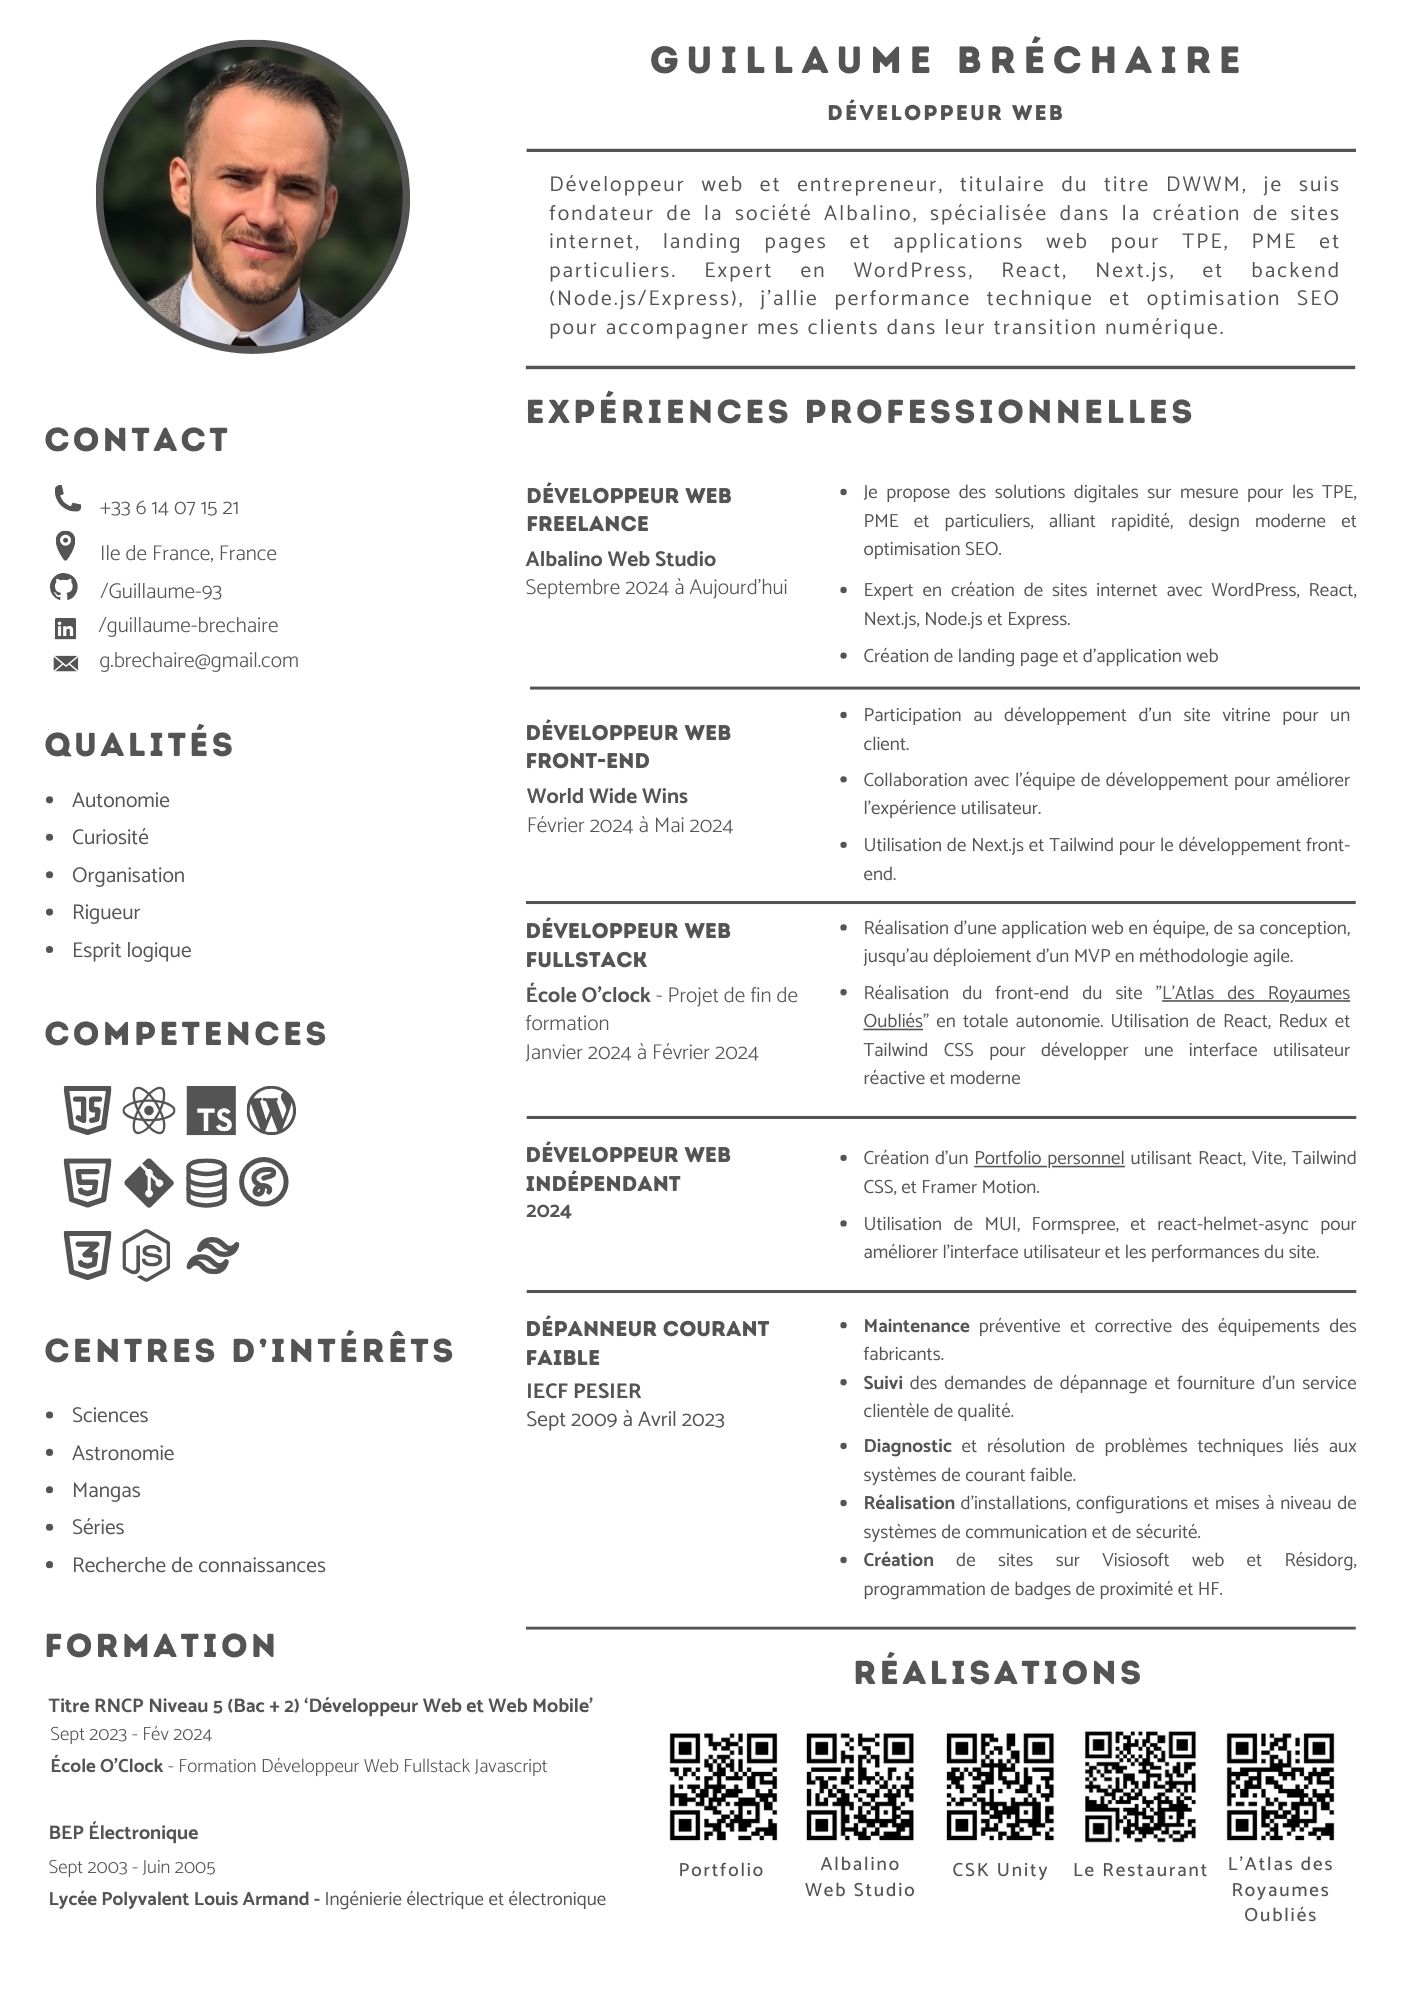 GUILLAUME BRÉCHAIRE
DÉVELOPPEUR WEB
Développeur web et entrepreneur, titulaire du titre DWWM, je suis
fondateur de la société Albalino, spécialisée dans la création de sites
internet, landing pages et applications web pour TPE, PME et
particuliers. Expert en WordPress, React, Next.js, et backend
(Node.js/Express), j'allie performance technique et optimisation SEO
pour accompagner mes clients dans leur transition numérique.
CONTACT
+33 6 14 07 15 21
Ile de France, France
/Guillaume-93
in
/guillaume-brechaire
g.brechaire@gmail.com
QUALITÉS
• Autonomie
• Curiosité
• Organisation
• Rigueur
• Esprit logique
COMPETENCES
JS
TS
W
5
3
JS
CENTRES D'INTÉRÊTS
• Sciences
• Astronomie
• Mangas
• Séries
• Recherche de connaissances
FORMATION
Titre RNCP Niveau 5 (Bac + 2) ‘Développeur Web et Web Mobile’
Sept 2023 - Fév 2024
École O’Clock - Formation Développeur Web Fullstack Javascript
BEP Électronique
Sept 2003 - Juin 2005
Lycée Polyvalent Louis Armand - Ingénierie électrique et électronique
EXPÉRIENCES PROFESSIONNELLES
DÉVELOPPEUR WEB
FREELANCE
Albalino Web Studio
Septembre 2024 à Aujourd’hui
• Je propose des solutions digitales sur mesure pour les TPE,
PME et particuliers, alliant rapidité, design moderne et
optimisation SEO.
• Expert en création de sites internet avec WordPress, React,
Next.js, Node.js et Express.
• Création de landing page et d’application web
DÉVELOPPEUR WEB
FRONT-END
World Wide Wins
Février 2024 à Mai 2024
• Participation au développement d’un site vitrine pour un
client.
• Collaboration avec l’équipe de développement pour améliorer
l’expérience utilisateur.
• Utilisation de Next.js et Tailwind pour le développement front-
end.
DÉVELOPPEUR WEB
FULLSTACK
École O’clock - Projet de fin de
formation
Janvier 2024 à Février 2024
• Réalisation d’une application web en équipe, de sa conception,
jusqu’au déploiement d’un MVP en méthodologie agile.
• Réalisation du front-end du site ”L’Atlas des Royaumes
Oubliés” en totale autonomie. Utilisation de React, Redux et
Tailwind CSS pour développer une interface utilisateur
réactive et moderne
DÉVELOPPEUR WEB
INDÉPENDANT
2024
• Création d’un Portfolio personnel utilisant React, Vite, Tailwind
CSS, et Framer Motion.
• Utilisation de MUI, Formspree, et react-helmet-async pour
améliorer l’interface utilisateur et les performances du site.
DÉPANNEUR COURANT
FAIBLE
IECF PESIER
Sept 2009 à Avril 2023
• Maintenance préventive et corrective des équipements des
fabricants.
• Suivi des demandes de dépannage et fourniture d’un service
clientèle de qualité.
• Diagnostic et résolution de problèmes techniques liés aux
systèmes de courant faible.
• Réalisation d’installations, configurations et mises à niveau de
systèmes de communication et de sécurité.
• Création de sites sur Visiosoft web et Résidorg,
programmation de badges de proximité et HF.
RÉALISATIONS
Portfolio
Albalino
Web Studio
CSK Unity
Le Restaurant
L’Atlas des
Royaumes
Oubliés